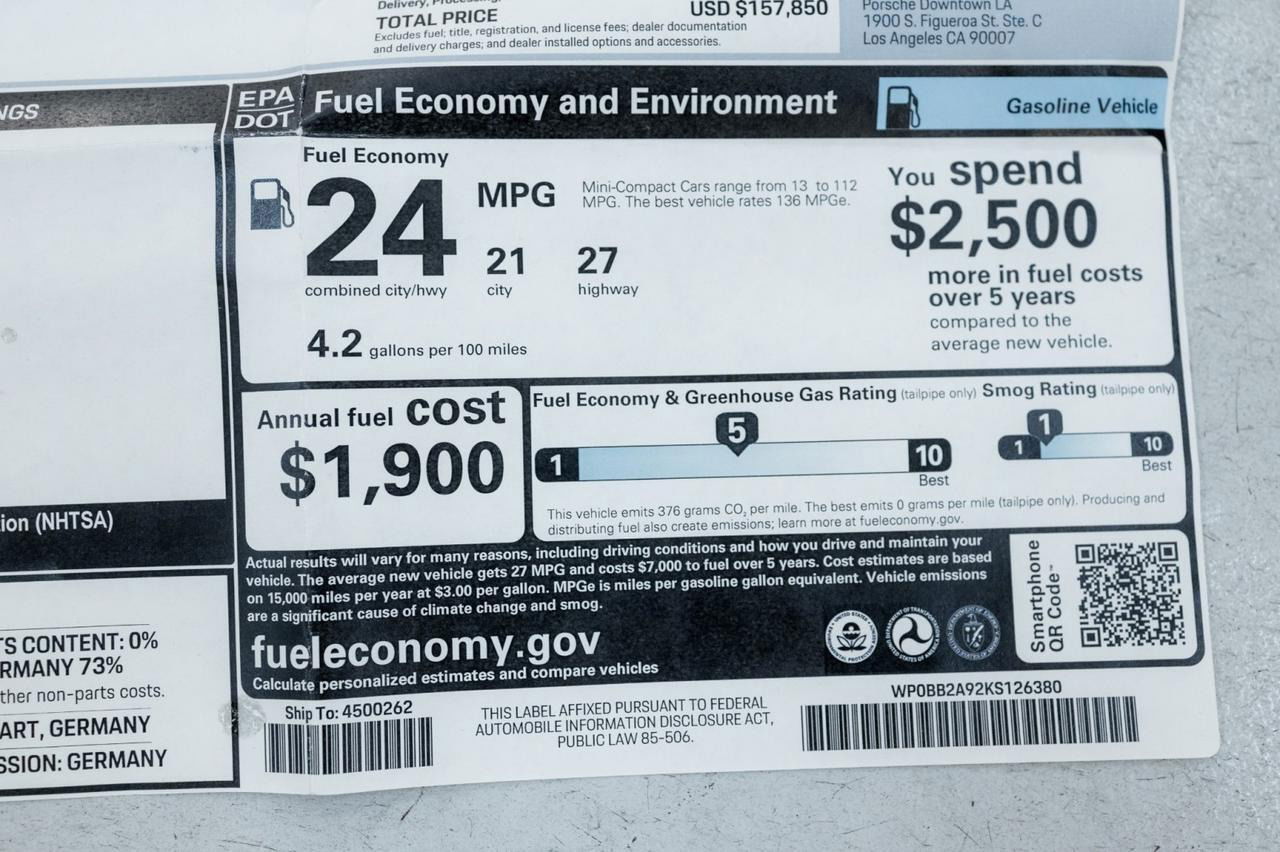 Delivery, Processing,
TOTAL PRICE USD $157,850
Excludes fuel; title, registration, and license fees; dealer documentation
and delivery charges; and dealer installed options and accessories.
Porsche Downtown LA
1900 S. Figueroa St. Ste. C
Los Angeles CA 90007
NGS
EPA
DOT
Fuel Economy and Environment
Gasoline Vehicle
Fuel Economy
24 MPG
combined city/hwy
21
city
27
highway
Mini-Compact Cars range from 13 to 112
MPG. The best vehicle rates 136 MPGe.
4.2 gallons per 100 miles
You spend
$2,500
more in fuel costs
over 5 years
compared to the
average new vehicle.
Annual fuel cost
$1,900
Fuel Economy & Greenhouse Gas Rating (tailpipe only)
5
1 10
Best
Smog Rating (tailpipe only)
1
1 10
Best
This vehicle emits 376 grams CO2 per mile. The best emits 0 grams per mile (tailpipe only). Producing and
distributing fuel also create emissions; learn more at fueleconomy.gov.
Actual results will vary for many reasons, including driving conditions and how you drive and maintain your
vehicle. The average new vehicle gets 27 MPG and costs $7,000 to fuel over 5 years. Cost estimates are based
on 15,000 miles per year at $3.00 per gallon. MPGe is miles per gasoline gallon equivalent. Vehicle emissions
are a significant cause of climate change and smog.
fueleconomy.gov
Calculate personalized estimates and compare vehicles
Smartphone
QR Code™
ion (NHTSA)
TS CONTENT: 0%
RMANY 73%
ther non-parts costs.
ART, GERMANY
SSION: GERMANY
Ship To: 4500262
THIS LABEL AFFIXED PURSUANT TO FEDERAL
AUTOMOBILE INFORMATION DISCLOSURE ACT,
PUBLIC LAW 85-506.
WP0BB2A92KS126380